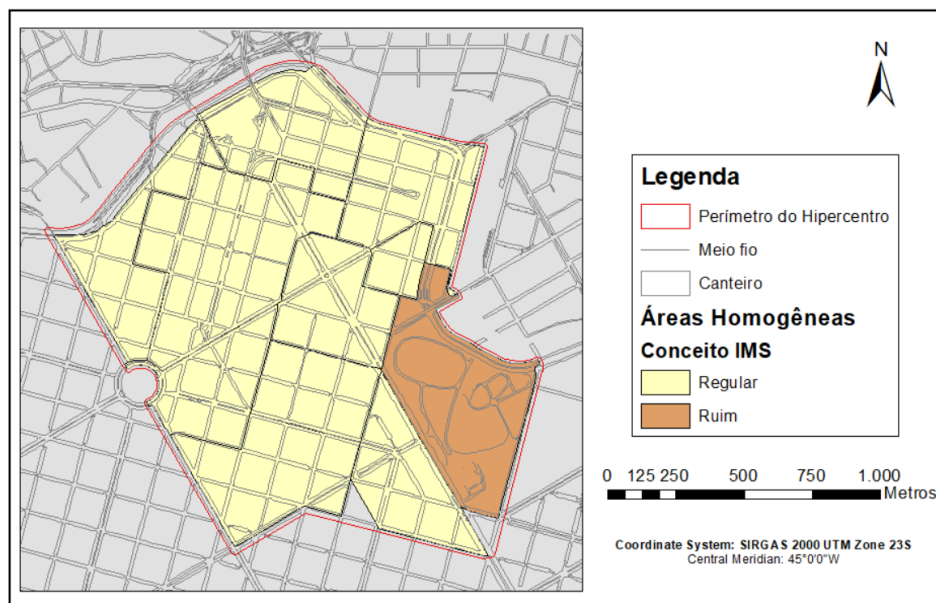 N
Legenda
Perímetro do Hipercentro
Meio fio
Canteiro
Áreas Homogêneas
Conceito IMS
Regular
Ruim
0 125 250 500 750 1.000
Metros
Coordinate System: SIRGAS 2000 UTM Zone 23S
Central Meridian: 45°0'0"W